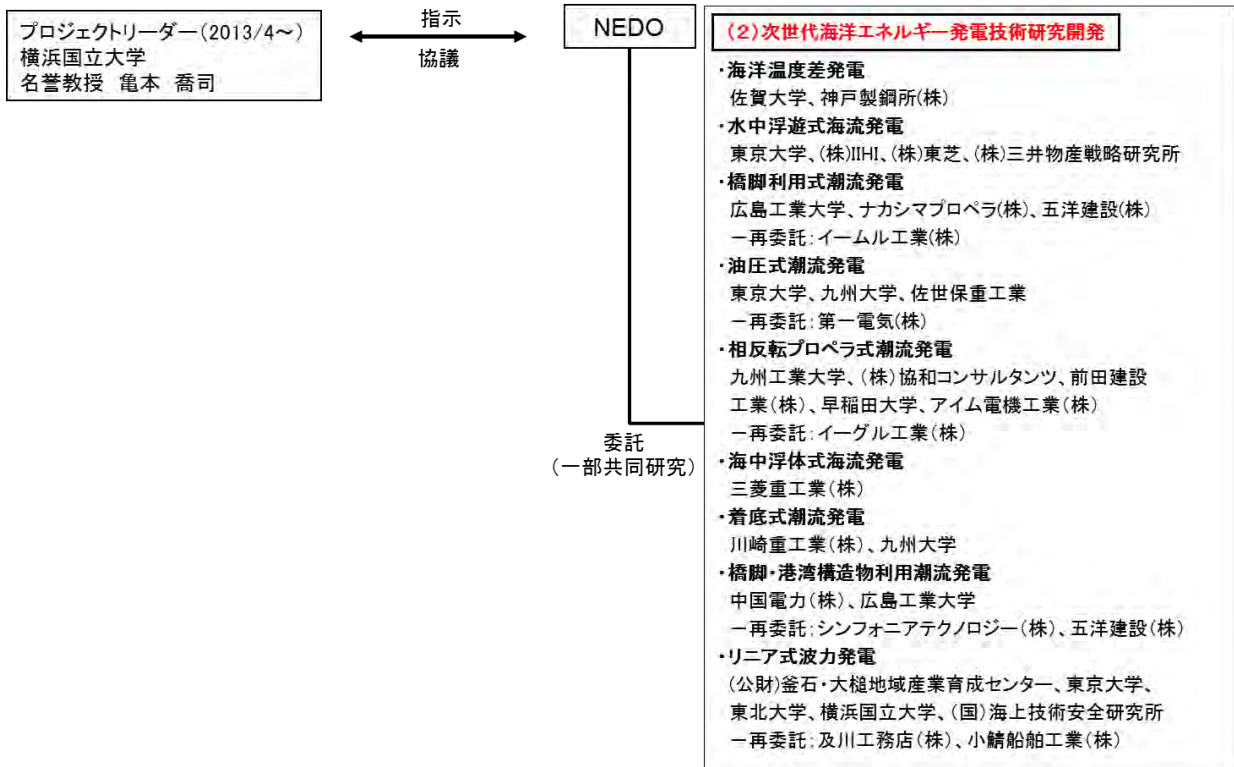 プロジェクトリーダー(2013/4～)
横浜国立大学
名誉教授 亀本 喬司
指示
協議
NEDO
委託
(一部共同研究)
(2)次世代海洋エネルギー発電技術研究開発
・海洋温度差発電
佐賀大学、神戸製鋼所(株)
・水中浮遊式海流発電
東京大学、(株)IIHI、(株)東芝、(株)三井物産戦略研究所
・橋脚利用式潮流発電
広島工業大学、ナカシマプロペラ(株)、五洋建設(株)
－再委託:イームル工業(株)
・油圧式潮流発電
東京大学、九州大学、佐世保重工業
－再委託:第一電気(株)
・相反転プロペラ式潮流発電
九州工業大学、(株)協和コンサルタンツ、前田建設
工業(株)、早稲田大学、アイム電機工業(株)
－再委託:イーグル工業(株)
・海中浮体式海流発電
三菱重工業(株)
・着底式潮流発電
川崎重工業(株)、九州大学
・橋脚・港湾構造物利用潮流発電
中国電力(株)、広島工業大学
－再委託:シンフォニアテクノロジー(株)、五洋建設(株)
・リニア式波力発電
(公財)釜石・大槌地域産業育成センター、東京大学、
東北大学、横浜国立大学、(国)海上技術安全研究所
－再委託:及川工務店(株)、小鯖船舶工業(株)